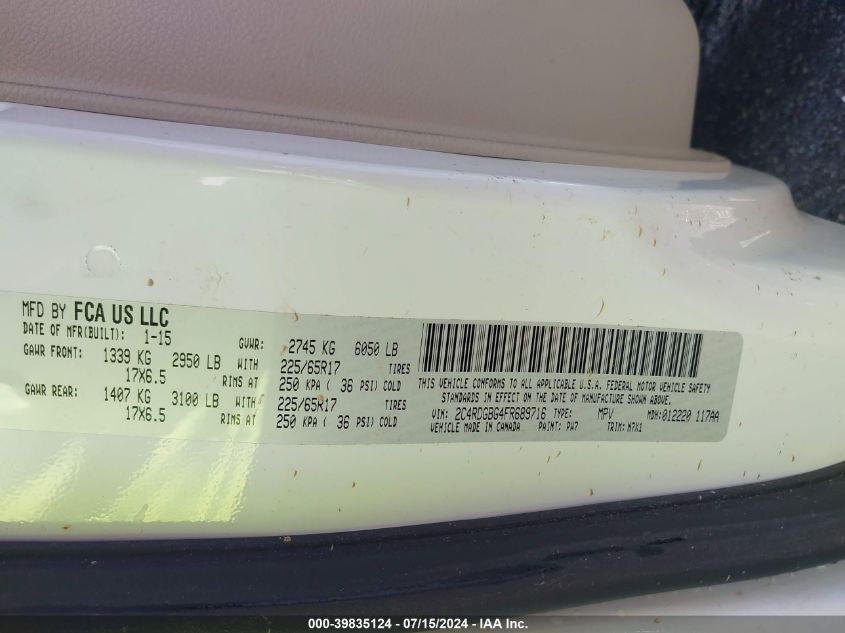 MFD BY FCA US LLC
DATE OF MFR(BUILT): 1-15 GVWR: 2745 KG 6050 LB
GAWR FRONT: 1339 KG 2950 LB WITH 225/65R17 TIRES
17X6.5 RIMS AT 250 KPA ( 36 PSI) COLD
GAWR REAR: 1407 KG 3100 LB WITH 225/65R17 TIRES
17X6.5 RIMS AT 250 KPA ( 36 PSI) COLD
THIS VEHICLE CONFORMS TO ALL APPLICABLE U.S.A. FEDERAL MOTOR VEHICLE SAFETY
STANDARDS IN EFFECT ON THE DATE OF MANUFACTURE SHOWN ABOVE.
VIN: 2C4RDGBG4FR689716 TYPE: MPV MDH:012220 117AA
VEHICLE MADE IN CANADA PAINT: PW7 TRIM: M7X1
000-39835124 - 07/15/2024 - IAA Inc.